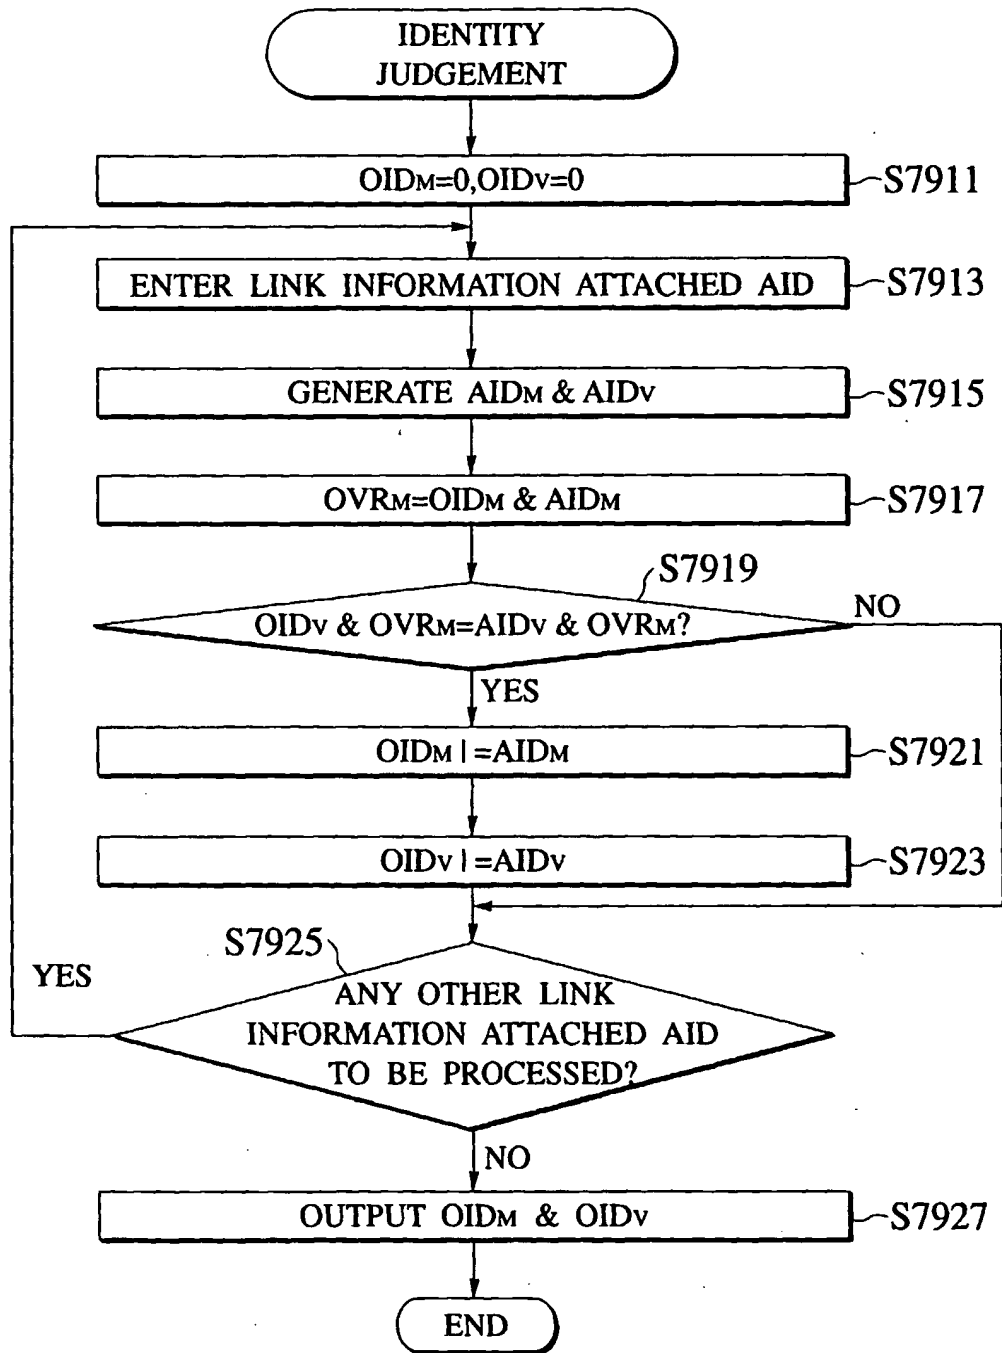 IDENTITY
JUDGEMENT
OIDM=0,OIDV=0
S7911
ENTER LINK INFORMATION ATTACHED AID
S7913
GENERATE AIDM & AIDV
S7915
OVRM=OIDM & AIDM
S7917
S7919
OIDV & OVRM=AIDV & OVRM?
NO
YES
OIDM | =AIDM
S7921
OIDV | =AIDV
S7923
S7925
YES
ANY OTHER LINK
INFORMATION ATTACHED AID
TO BE PROCESSED?
NO
OUTPUT OIDM & OIDV
S7927
END